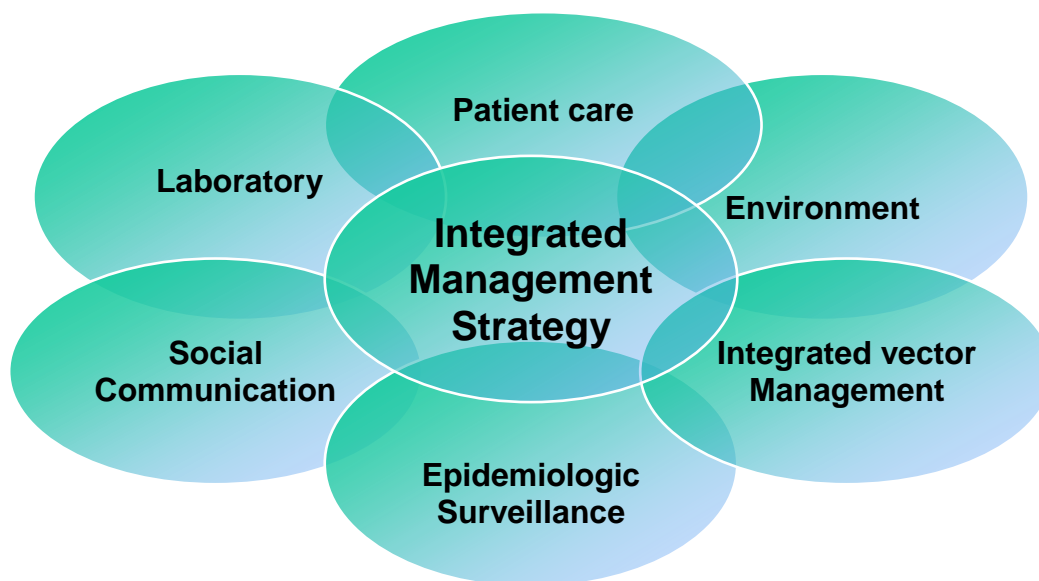 Patient care
Laboratory
Environment
Integrated
Management
Strategy
Social
Communication
Integrated vector
Management
Epidemiologic
Surveillance